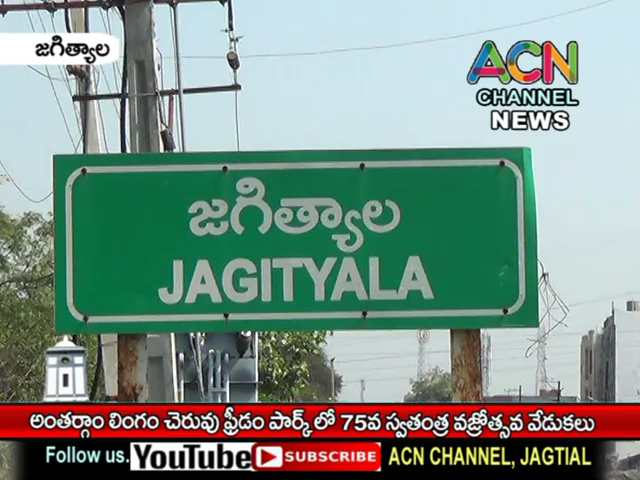 జగిత్యాల
ACN
CHANNEL
NEWS
జగిత్యాల
JAGITYALA
అంతర్గాం లింగం చెరువు ఫ్రీడం పార్క్‌లో 75వ స్వతంత్ర వజ్రోత్సవ వేడుకలు
Follow us. YouTube SUBSCRIBE ACN CHANNEL, JAGTIAL